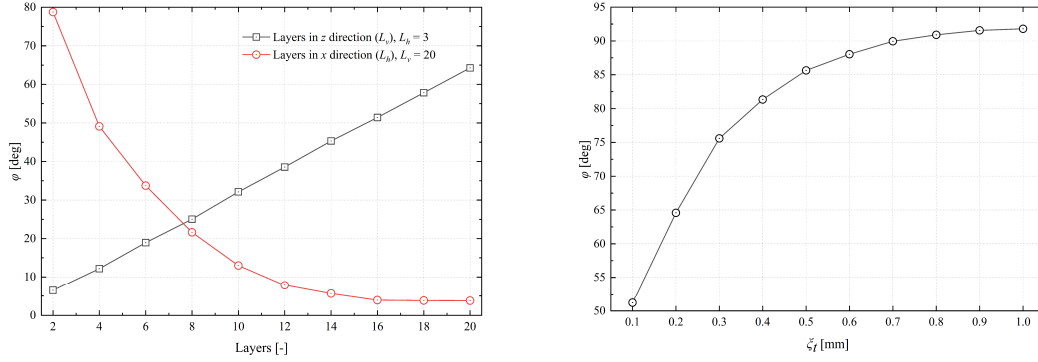 80
70
60
50
40
30
20
10
0
φ [deg]
Layers in z direction (Lᵥ), Lₕ = 3
Layers in x direction (Lₕ), Lᵥ = 20
2 4 6 8 10 12 14 16 18 20
Layers [-]
95
90
85
80
75
70
65
60
55
50
φ [deg]
0.1 0.2 0.3 0.4 0.5 0.6 0.7 0.8 0.9 1.0
ξₜ [mm]